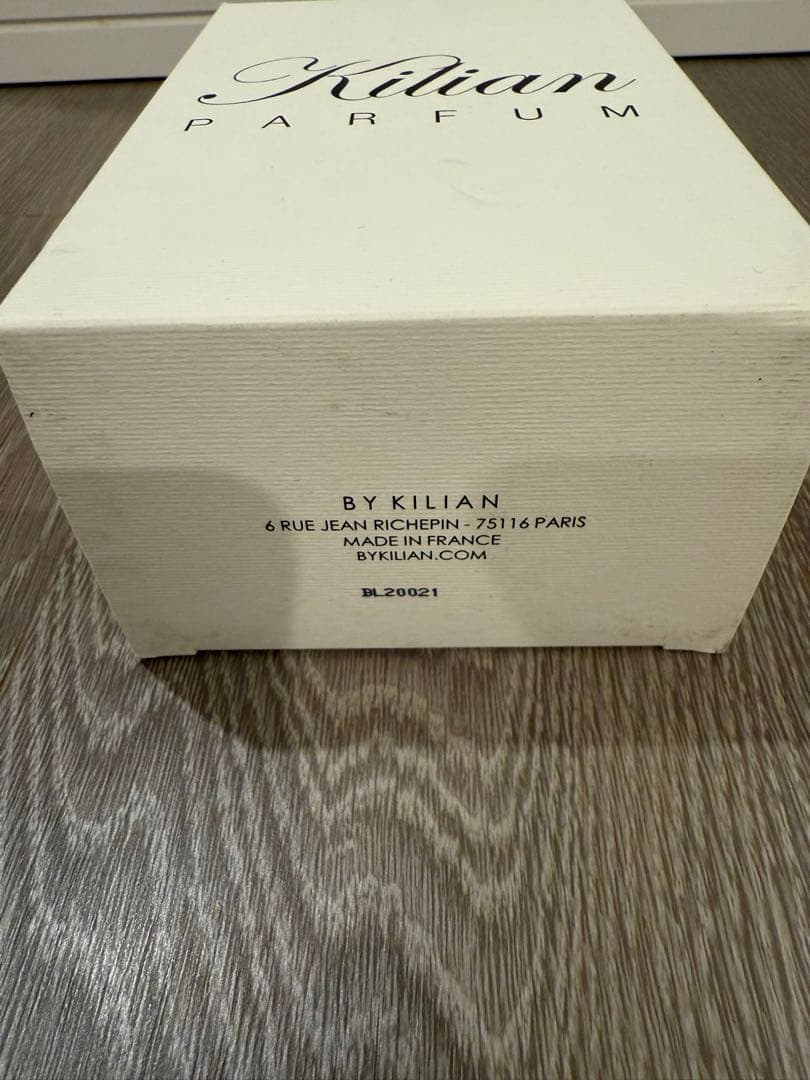 Kilian
PARFUM
BY KILIAN
6 RUE JEAN RICHEPIN - 75116 PARIS
MADE IN FRANCE
BYKILIAN.COM
BL20021